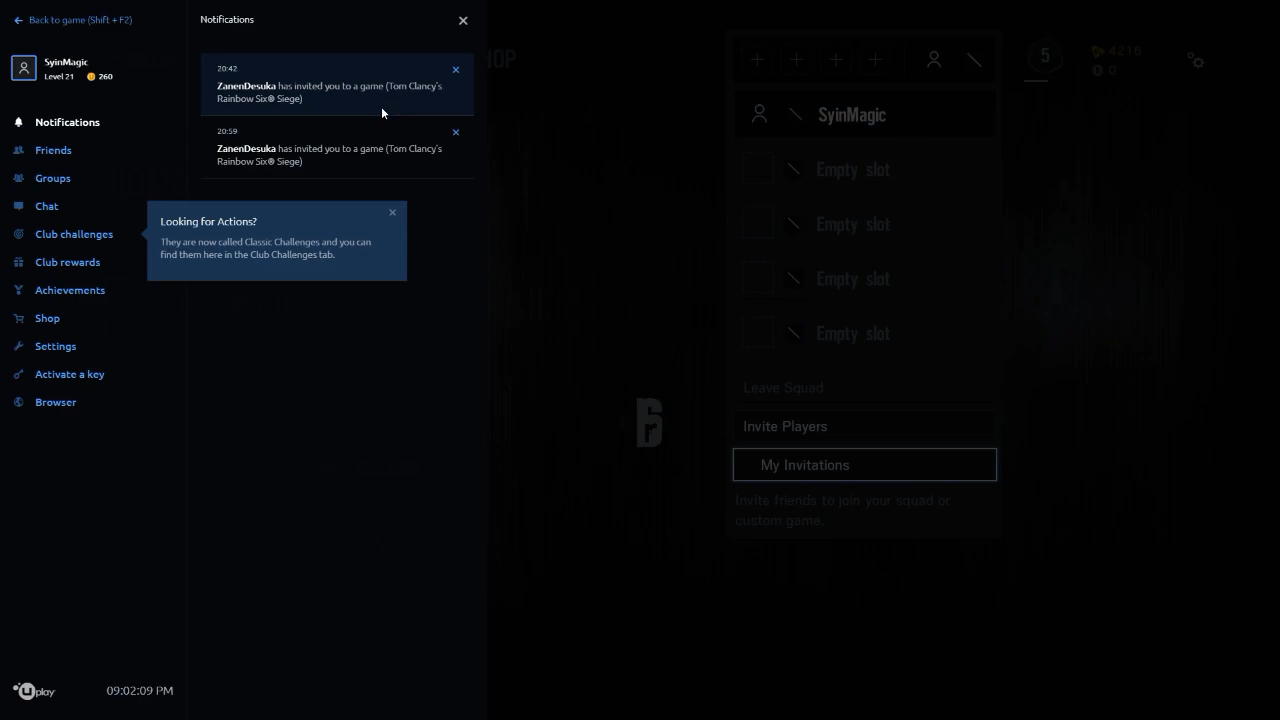 Back to game (Shift + F2)
SyinMagic
Level 21
260
Notifications
Friends
Groups
Chat
Club challenges
Club rewards
Achievements
Shop
Settings
Activate a key
Browser
uplay
09:02:09 PM
Notifications
20:42
ZanenDesuka has invited you to a game (Tom Clancy's
Rainbow Six® Siege)
20:59
ZanenDesuka has invited you to a game (Tom Clancy's
Rainbow Six® Siege)
Looking for Actions?
They are now called Classic Challenges and you can
find them here in the Club Challenges tab.
HOP
5
4216
0
SyinMagic
Empty slot
Empty slot
Empty slot
Empty slot
Leave Squad
Invite Players
My Invitations
Invite friends to join your squad or
custom game.